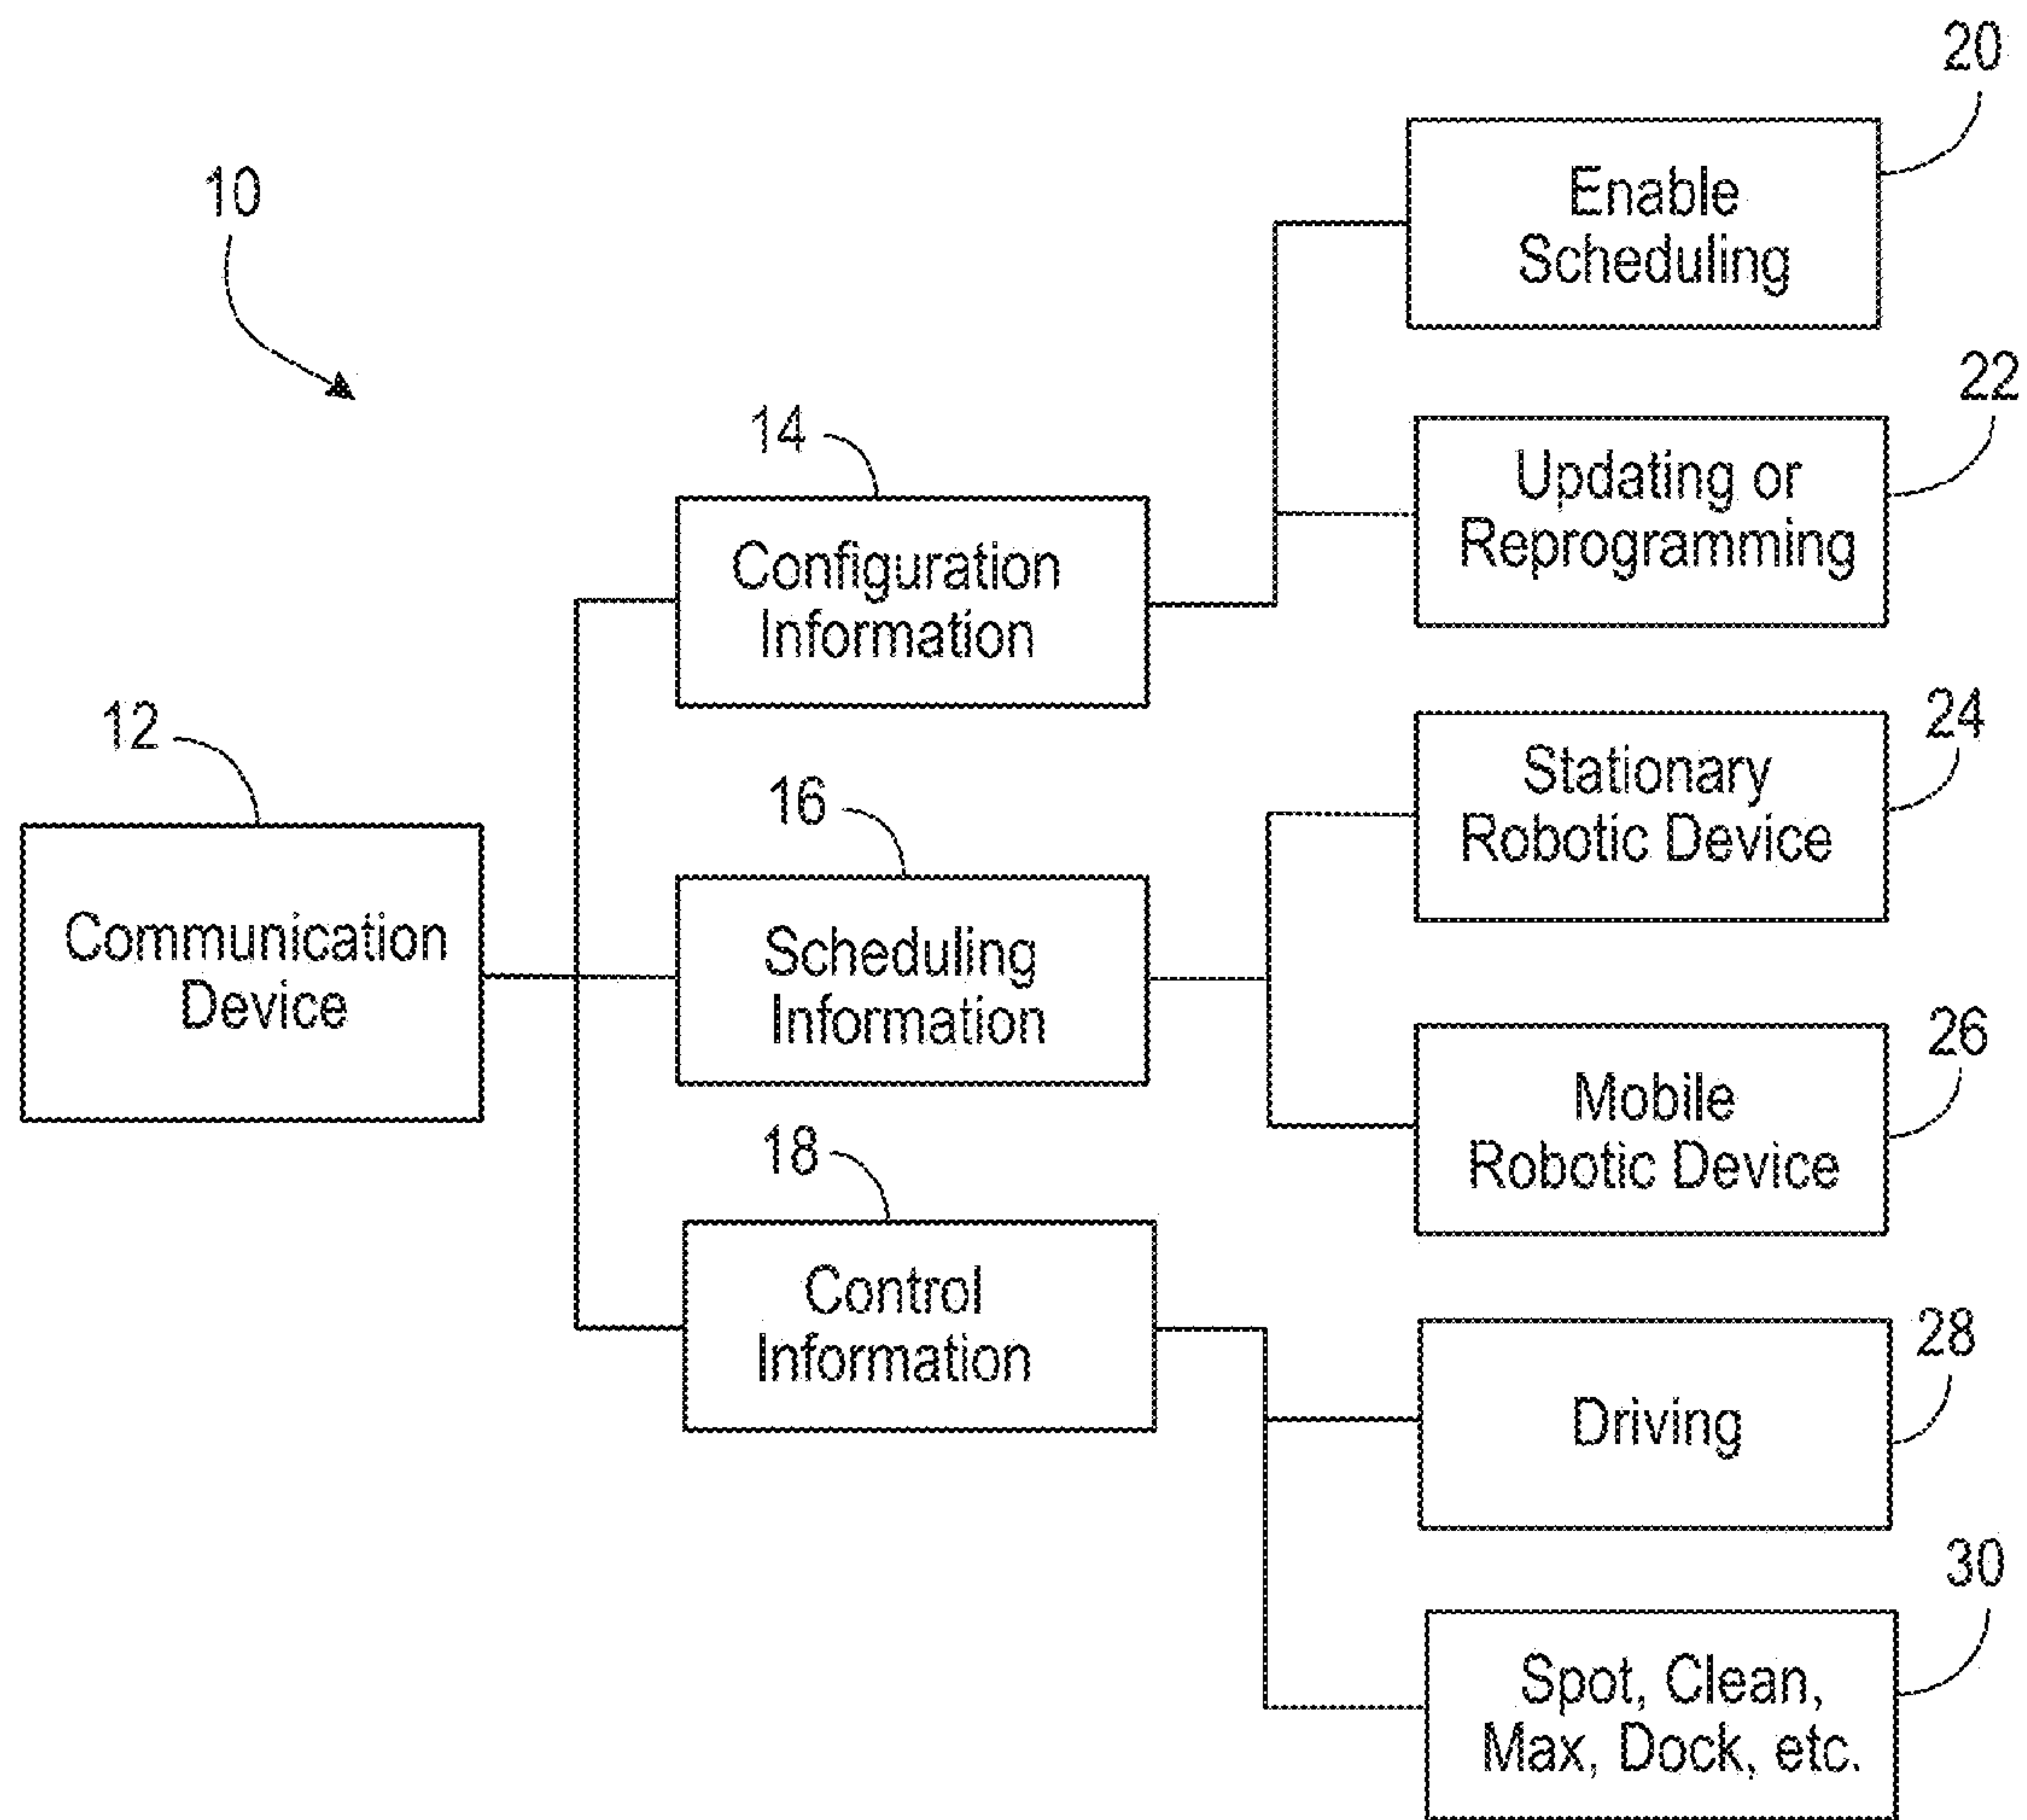 10
12
Communication
Device
14
Configuration
Information
16
Scheduling
Information
18
Control
Information
20
Enable
Scheduling
22
Updating or
Reprogramming
24
Stationary
Robotic Device
26
Mobile
Robotic Device
28
Driving
30
Spot, Clean,
Max, Dock, etc.